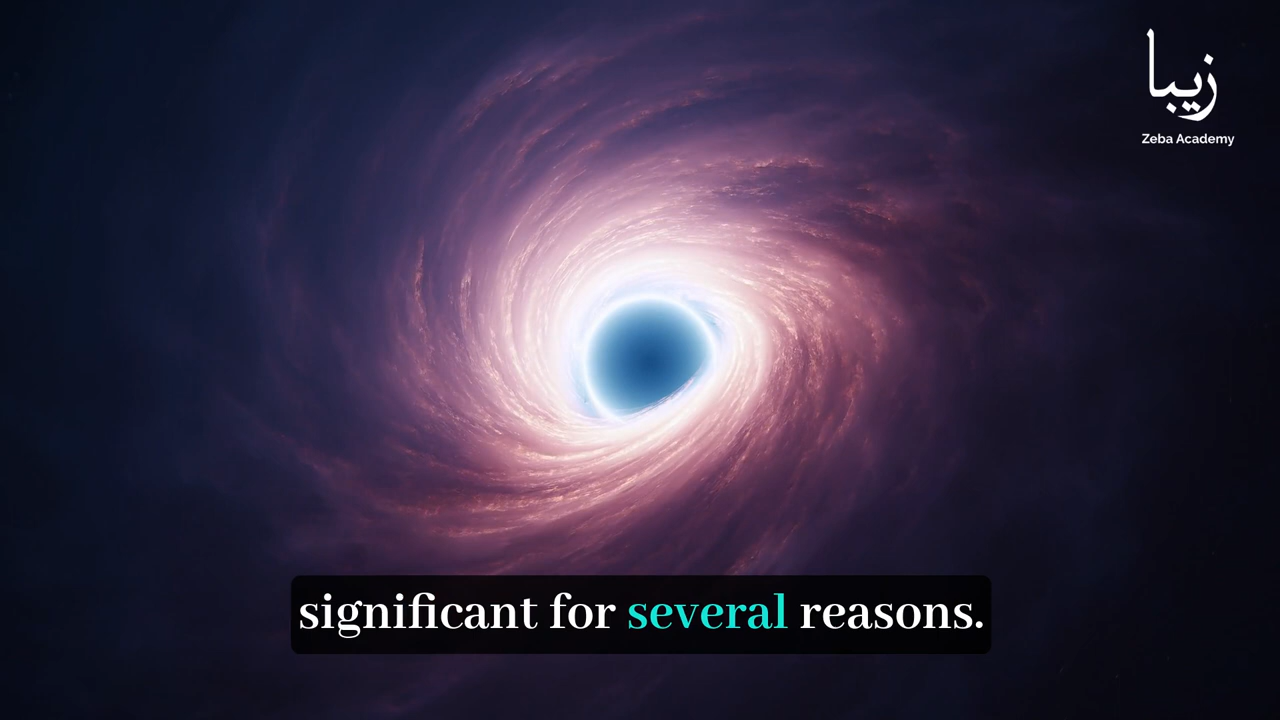 زیبا
Zeba Academy
significant for several reasons.